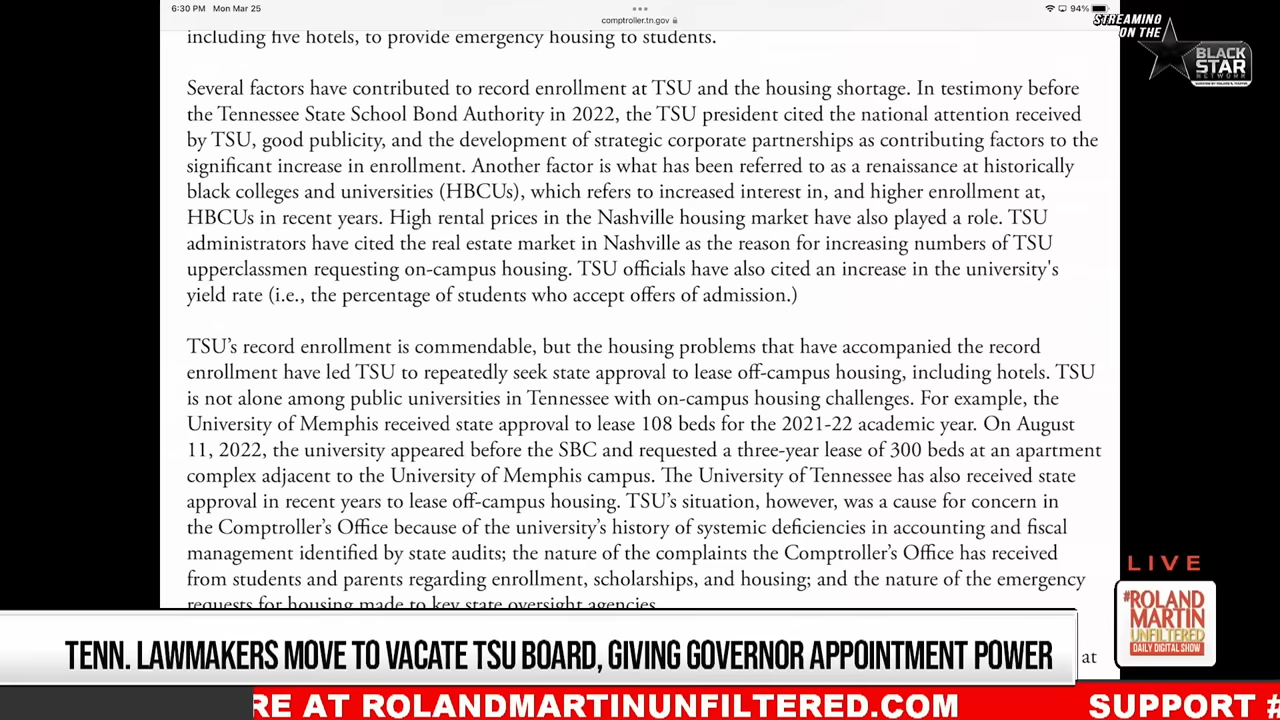 6:30 PM Mon Mar 25
94%
comptroller.tn.gov
STREAMING
ON THE
BLACK
STAR
NETWORK
including five hotels, to provide emergency housing to students.
Several factors have contributed to record enrollment at TSU and the housing shortage. In testimony before
the Tennessee State School Bond Authority in 2022, the TSU president cited the national attention received
by TSU, good publicity, and the development of strategic corporate partnerships as contributing factors to the
significant increase in enrollment. Another factor is what has been referred to as a renaissance at historically
black colleges and universities (HBCUs), which refers to increased interest in, and higher enrollment at,
HBCUs in recent years. High rental prices in the Nashville housing market have also played a role. TSU
administrators have cited the real estate market in Nashville as the reason for increasing numbers of TSU
upperclassmen requesting on-campus housing. TSU officials have also cited an increase in the university's
yield rate (i.e., the percentage of students who accept offers of admission.)
TSU's record enrollment is commendable, but the housing problems that have accompanied the record
enrollment have led TSU to repeatedly seek state approval to lease off-campus housing, including hotels. TSU
is not alone among public universities in Tennessee with on-campus housing challenges. For example, the
University of Memphis received state approval to lease 108 beds for the 2021-22 academic year. On August
11, 2022, the university appeared before the SBC and requested a three-year lease of 300 beds at an apartment
complex adjacent to the University of Memphis campus. The University of Tennessee has also received state
approval in recent years to lease off-campus housing. TSU's situation, however, was a cause for concern in
the Comptroller's Office because of the university's history of systemic deficiencies in accounting and fiscal
management identified by state audits; the nature of the complaints the Comptroller's Office has received
from students and parents regarding enrollment, scholarships, and housing; and the nature of the emergency
requests for housing made to key state oversight agencies.
at
LIVE
#ROLAND
MARTIN
UNFILTERED
DAILY DIGITAL SHOW
TENN. LAWMAKERS MOVE TO VACATE TSU BOARD, GIVING GOVERNOR APPOINTMENT POWER
RE AT ROLANDMARTINUNFILTERED.COM SUPPORT #